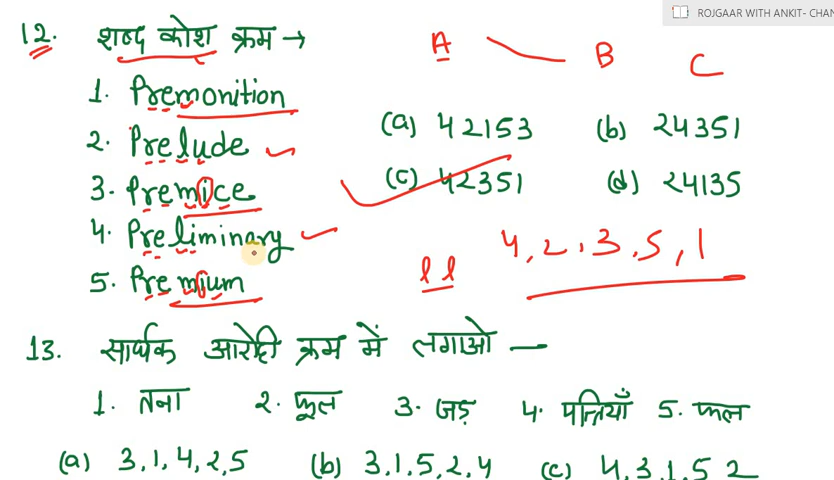 ROJGAAR WITH ANKIT- CHAN
12. शब्द कोश क्रम → A B C
1. Premonition
2. Prelude (a) 42153 (b) 24351
3. Premice (c) 42351 (d) 24135
4. Preliminary 4, 2, 3, 5, 1
5. Premium l l
13. सार्थक आरोही क्रम में लगाओ —
1. तना 2. फूल 3. जड़ 4. पत्तियाँ 5. फल
(a) 3,1,4,2,5 (b) 3,1,5,2,4 (c) 4,3,1,5 2